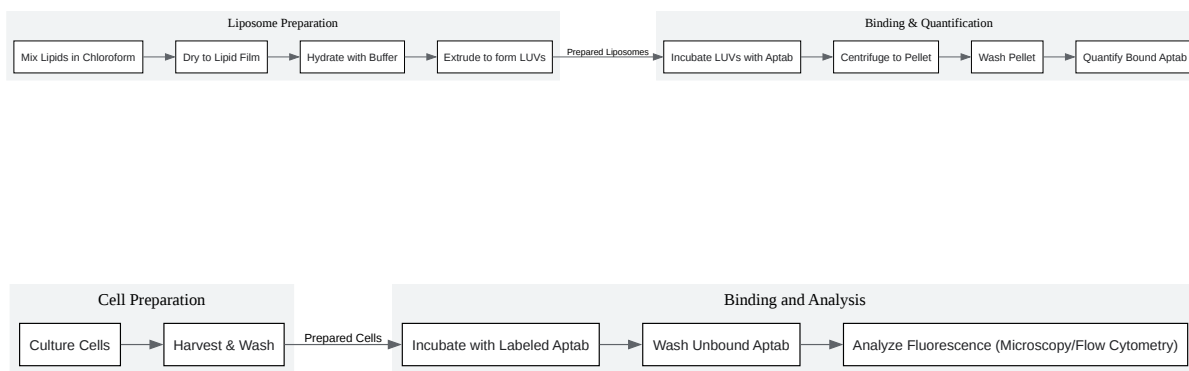 Liposome Preparation
Binding & Quantification
Mix Lipids in Chloroform
Dry to Lipid Film
Hydrate with Buffer
Extrude to form LUVs
Prepared Liposomes
Incubate LUVs with Aptab
Centrifuge to Pellet
Wash Pellet
Quantify Bound Aptab
Cell Preparation
Binding and Analysis
Culture Cells
Harvest & Wash
Prepared Cells
Incubate with Labeled Aptab
Wash Unbound Aptab
Analyze Fluorescence (Microscopy/Flow Cytometry)